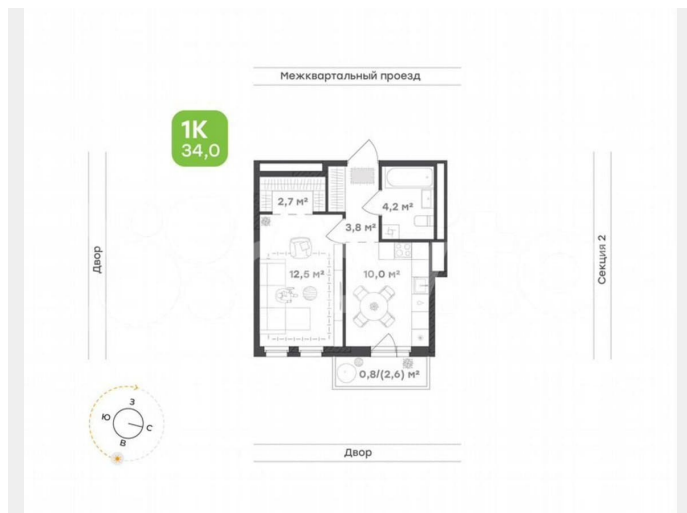 Межквартальный проезд
1К
34,0
2,7 м²
4,2 м²
3,8 м²
Двор
12,5 м²
10,0 м²
Секция 2
0,8/(2,6) м²
З
Ю
С
В
Двор